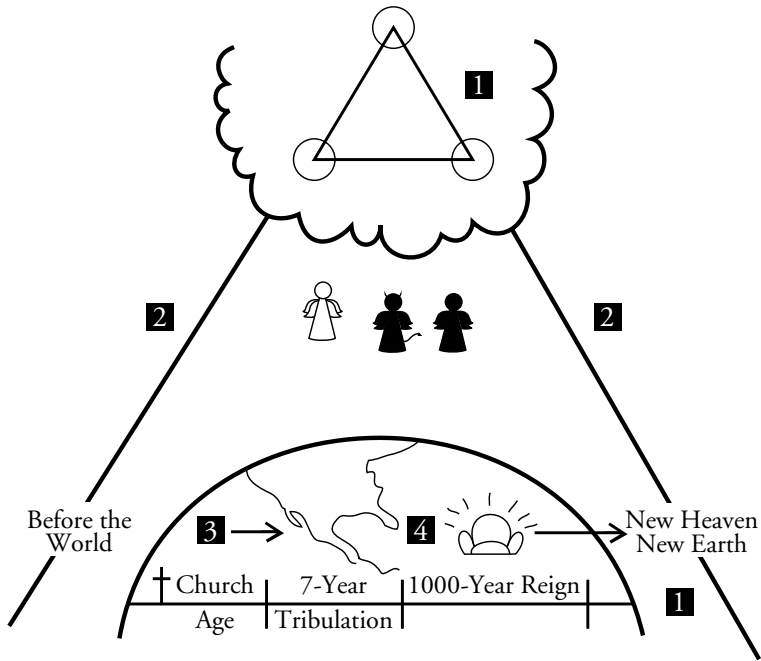 1
2
2
Before the
World
3
4
New Heaven
New Earth
Church
7-Year
1000-Year Reign
1
Age
Tribulation